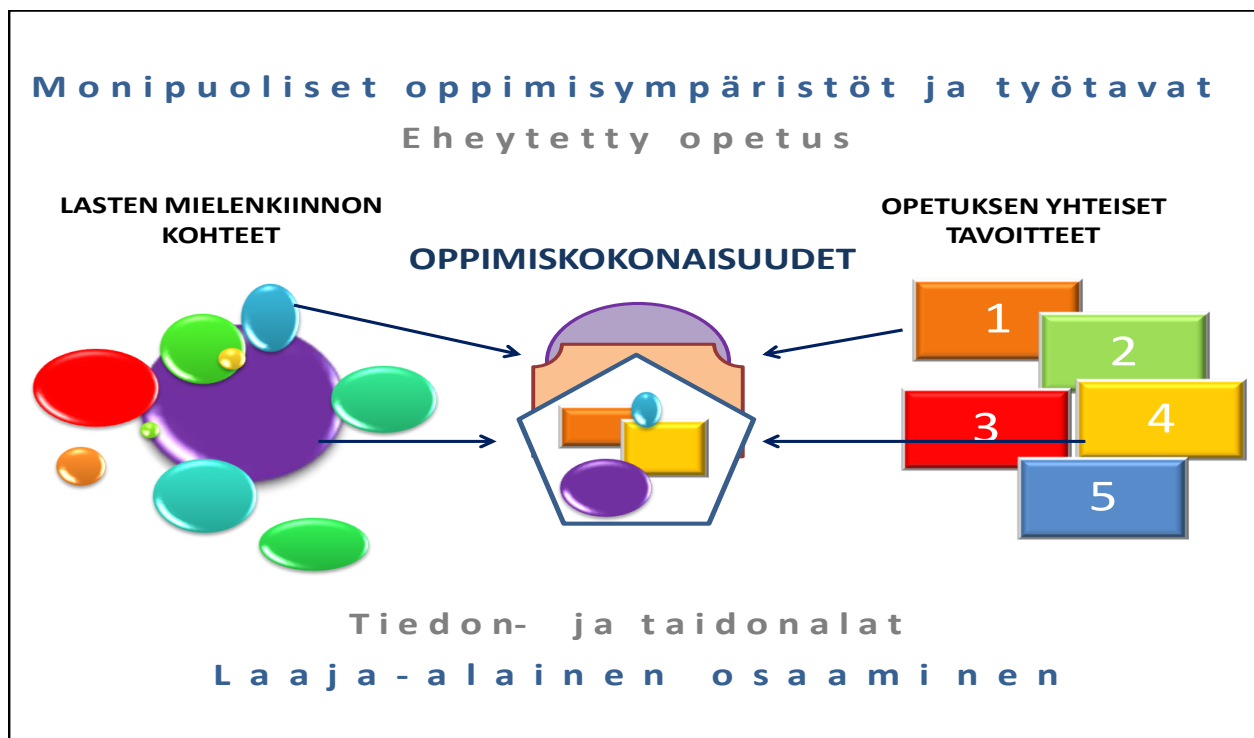 Monipuoliset oppimisympäristöt ja työtavat
Eheytetty opetus
LASTEN MIELENKIINNON
KOHTEET
OPPIMISKOKONAISUUDET
OPETUKSEN YHTEISET
TAVOITTEET
1
2
3
4
5
Tiedon- ja taidonalat
Laaja-alainen osaaminen